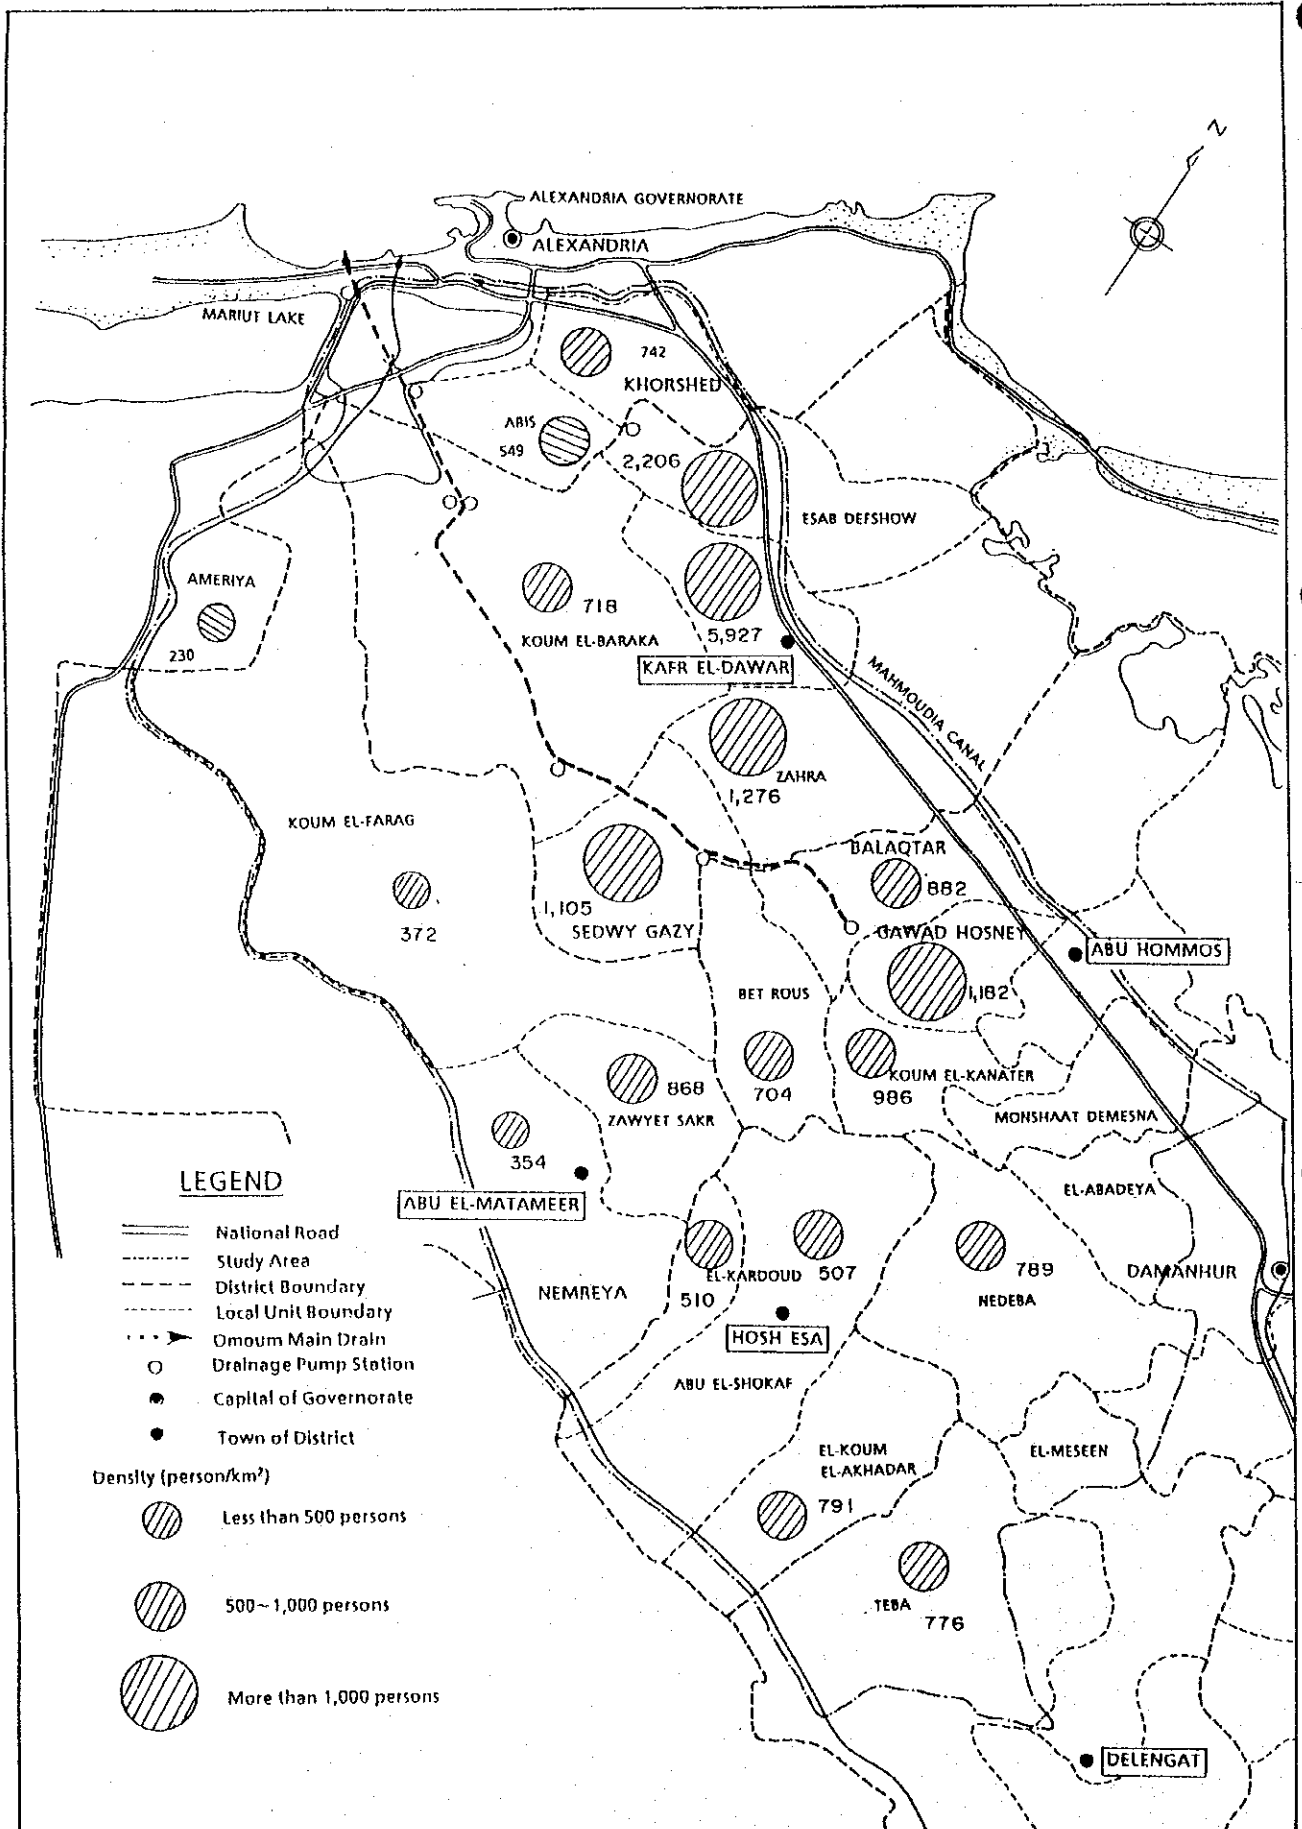 N
ALEXANDRIA GOVERNORATE
ALEXANDRIA
MARIUT LAKE
742
KHORSHED
ABIS
549
2,206
ESAB DEFSHOW
AMERIYA
230
718
KOUM EL-BARAKA
5,927
KAFR EL-DAWAR
MAHMOUDIA CANAL
ZAHRA
1,276
KOUM EL-FARAG
372
BALAQTAR
882
1,105
SEDWY GAZY
GAWAD HOSNEY
ABU HOMMOS
1,182
BET ROUS
704
KOUM EL-KANATER
986
868
ZAWYET SAKR
MONSHAAT DEMESNA
354
ABU EL-MATAMEER
EL-ABADEYA
DAMANHUR
NEMREYA
EL-KARDOUD
510
507
789
NEDEBA
HOSH ESA
ABU EL-SHOKAF
EL-KOUM
EL-AKHADAR
791
EL-MESEEN
TEBA
776
DELENGAT
LEGEND
National Road
Study Area
District Boundary
Local Unit Boundary
Omoum Main Drain
Drainage Pump Station
Capital of Governorate
Town of District
Density (person/km²)
Less than 500 persons
500~1,000 persons
More than 1,000 persons